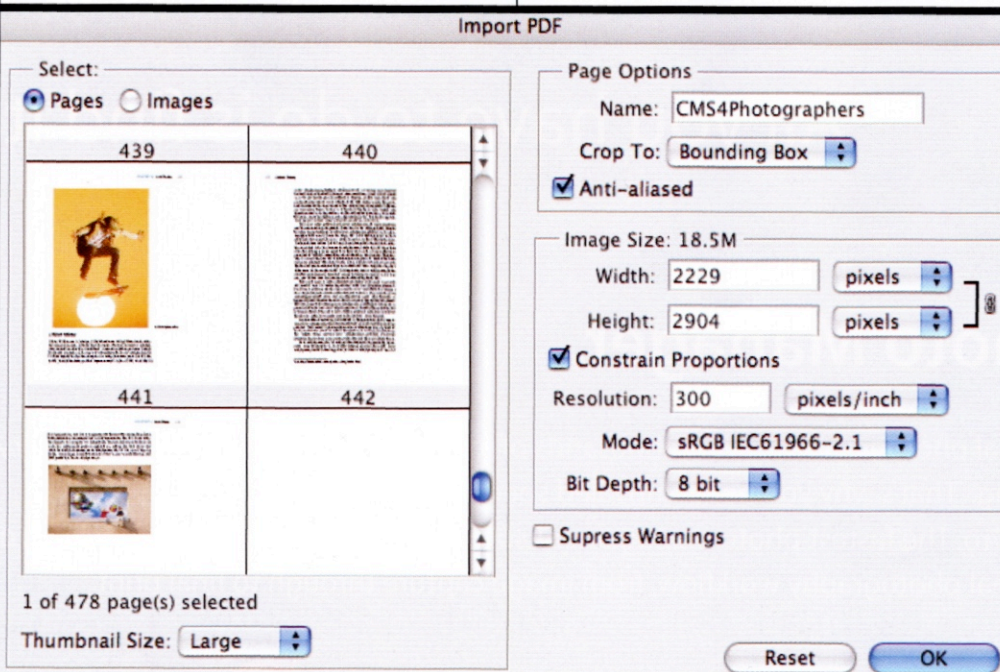 Import PDF
Select:
Pages Images
439 440
441 442
1 of 478 page(s) selected
Thumbnail Size: Large
Page Options
Name: CMS4Photographers
Crop To: Bounding Box
Anti-aliased
Image Size: 18.5M
Width: 2229 pixels
Height: 2904 pixels
Constrain Proportions
Resolution: 300 pixels/inch
Mode: sRGB IEC61966-2.1
Bit Depth: 8 bit
Supress Warnings
Reset OK